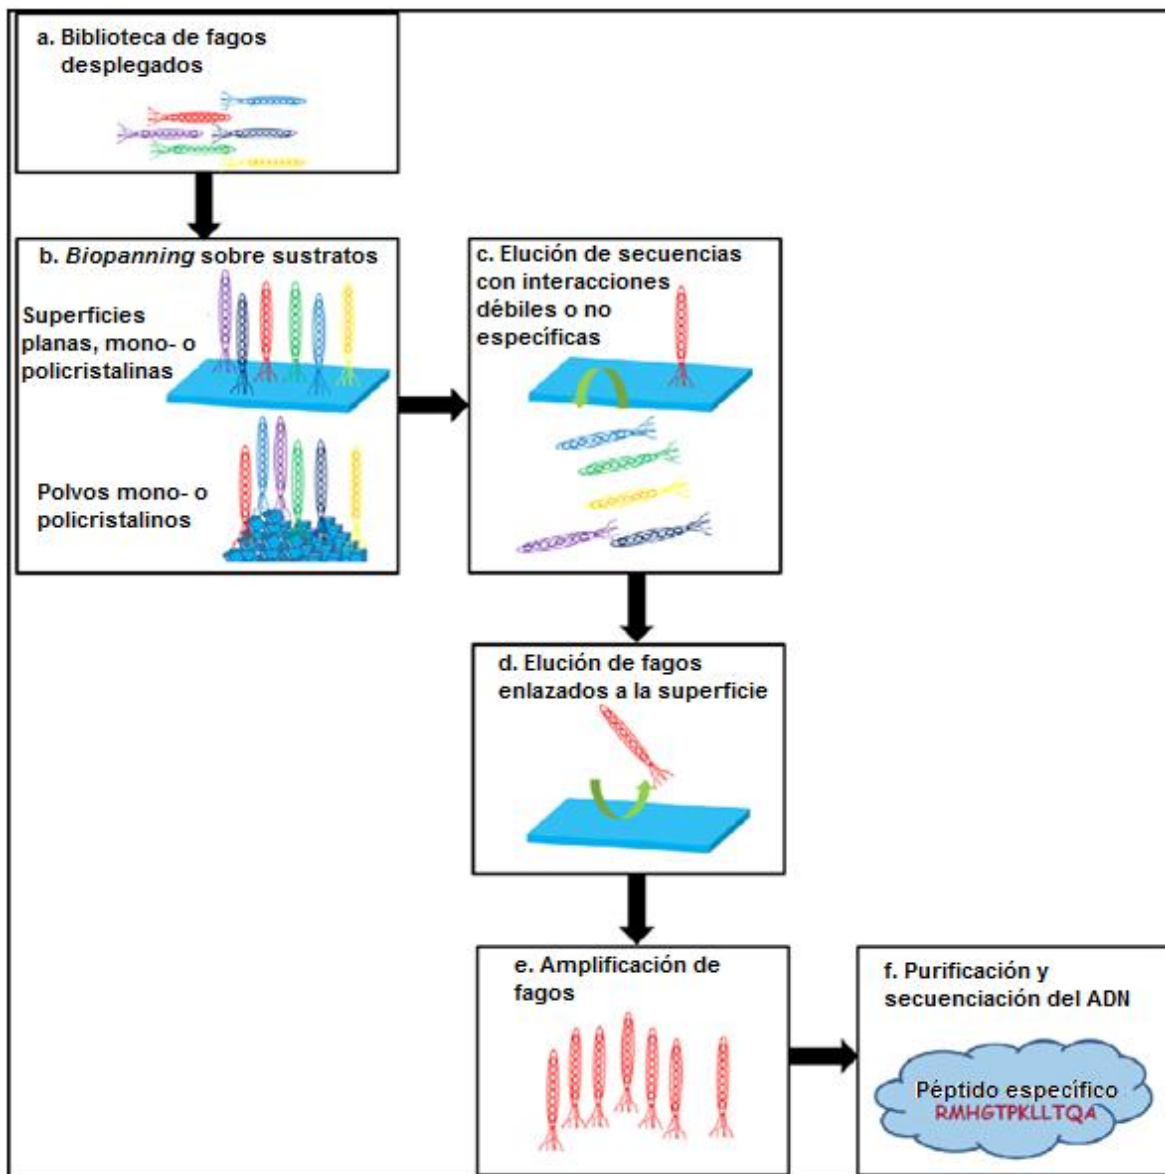 a. Biblioteca de fagos
desplegados
b. Biopanning sobre sustratos
Superficies
planas, mono- o
policristalinas
Polvos mono- o
policristalinos
c. Elución de secuencias
con interacciones
débiles o no
específicas
d. Elución de fagos
enlazados a la superficie
e. Amplificación de
fagos
f. Purificación y
secuenciación del ADN
Péptido específico
RMHGTPKLLTQA